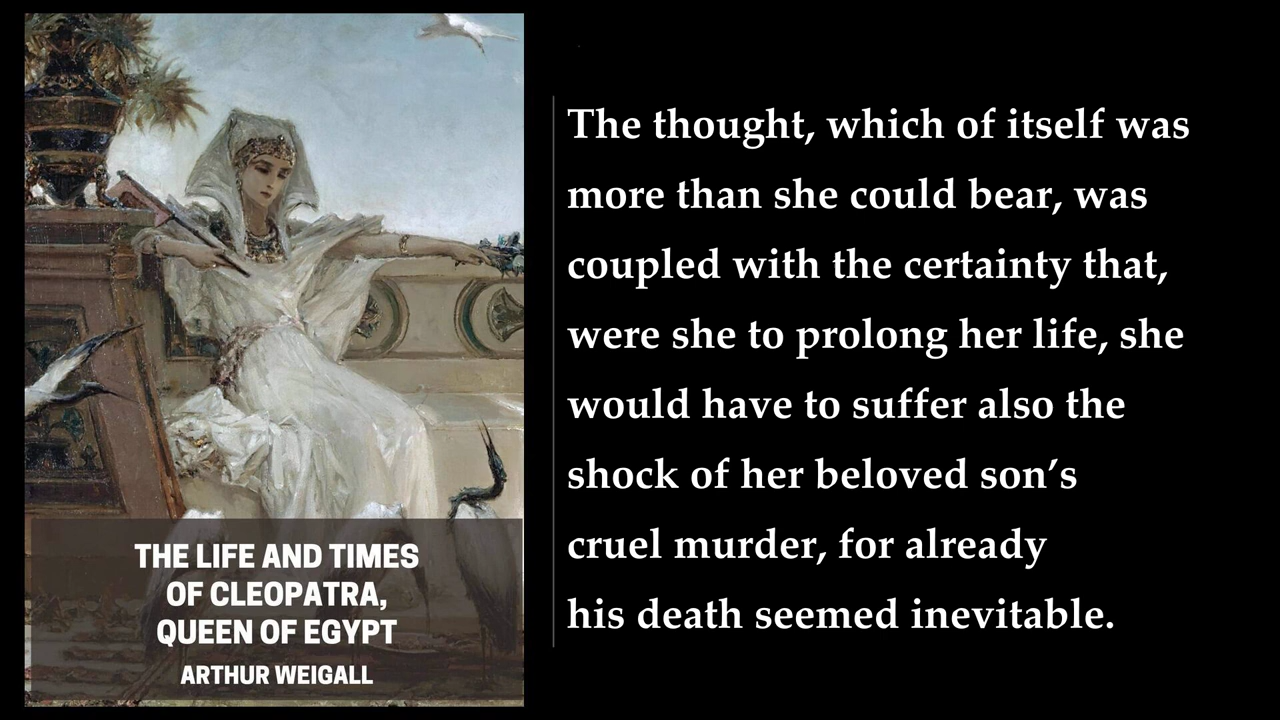 THE LIFE AND TIMES
OF CLEOPATRA,
QUEEN OF EGYPT
ARTHUR WEIGALL
The thought, which of itself was
more than she could bear, was
coupled with the certainty that,
were she to prolong her life, she
would have to suffer also the
shock of her beloved son’s
cruel murder, for already
his death seemed inevitable.